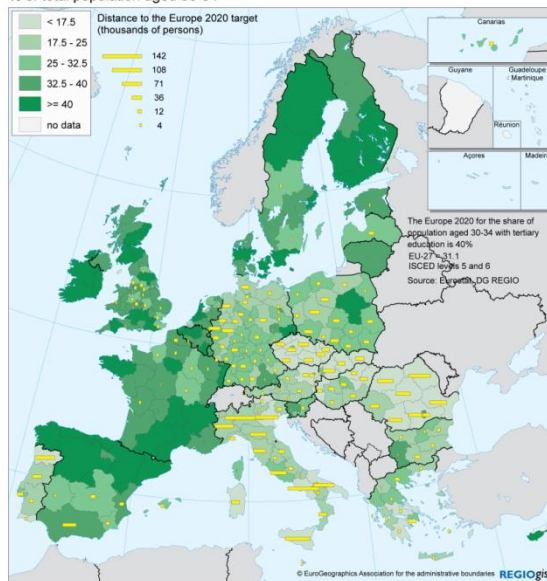 % of total population aged 30-34
< 17.5
17.5 - 25
25 - 32.5
32.5 - 40
>= 40
no data
Distance to the Europe 2020 target
(thousands of persons)
142
108
71
36
12
4
Canarias
Guyane
Guadeloupe
Martinique
Réunion
Açores
Madeira
The Europe 2020 for the share of
population aged 30-34 with tertiary
education is 40%
EU-27 = 31.1
ISCED levels 5 and 6
Source: Eurostat, DG REGIO
© EuroGeographics Association for the administrative boundaries
REGIOgis